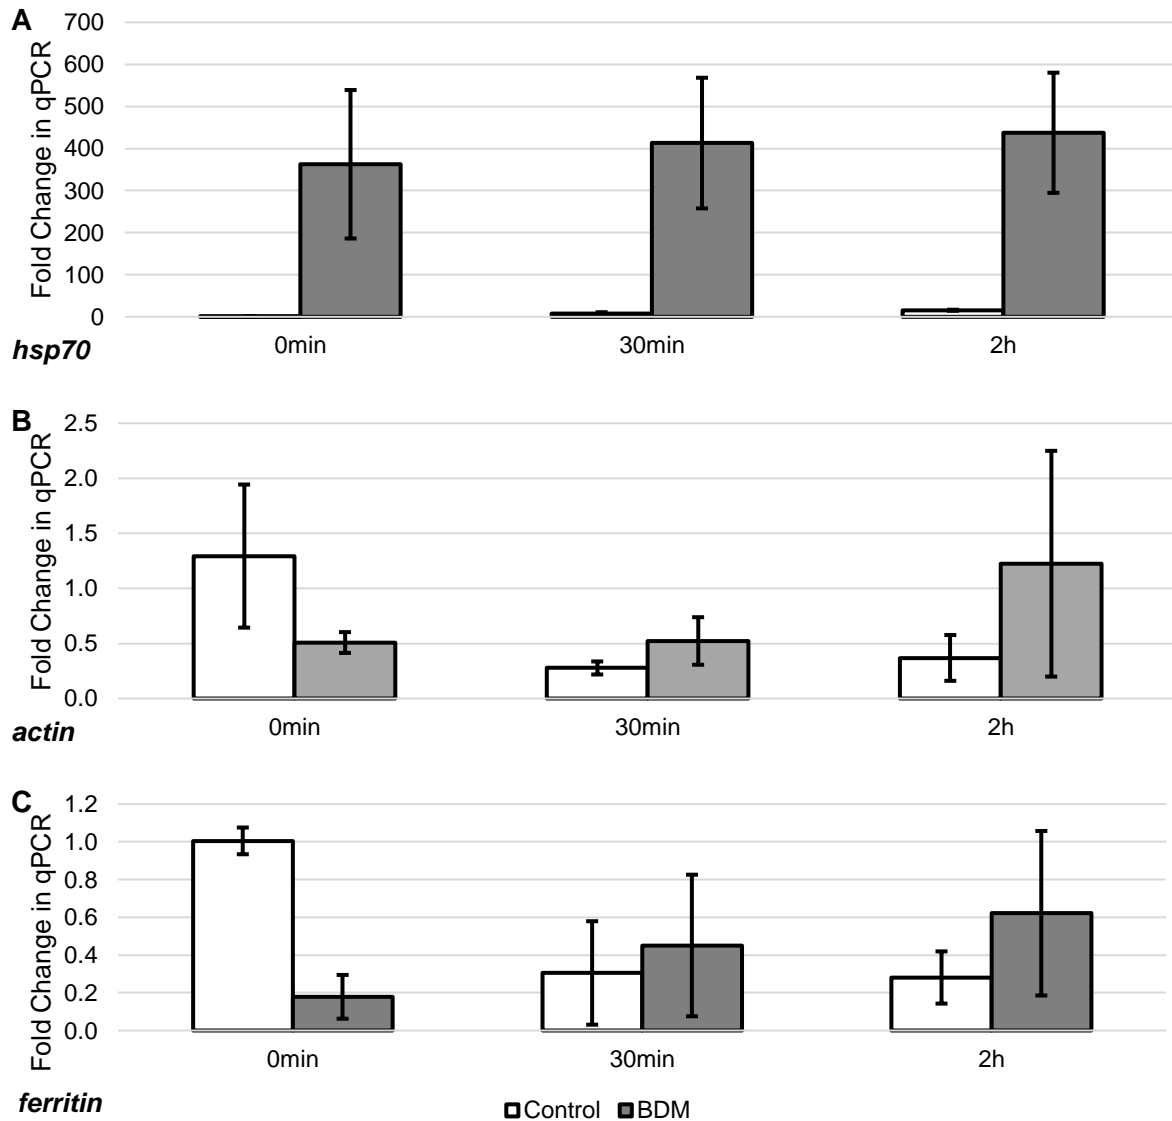 A
Fold Change in qPCR
700
600
500
400
300
200
100
0
0min 30min 2h
hsp70
B
Fold Change in qPCR
2.5
2.0
1.5
1.0
0.5
0.0
0min 30min 2h
actin
C
Fold Change in qPCR
1.2
1.0
0.8
0.6
0.4
0.2
0.0
0min 30min 2h
ferritin
Control BDM